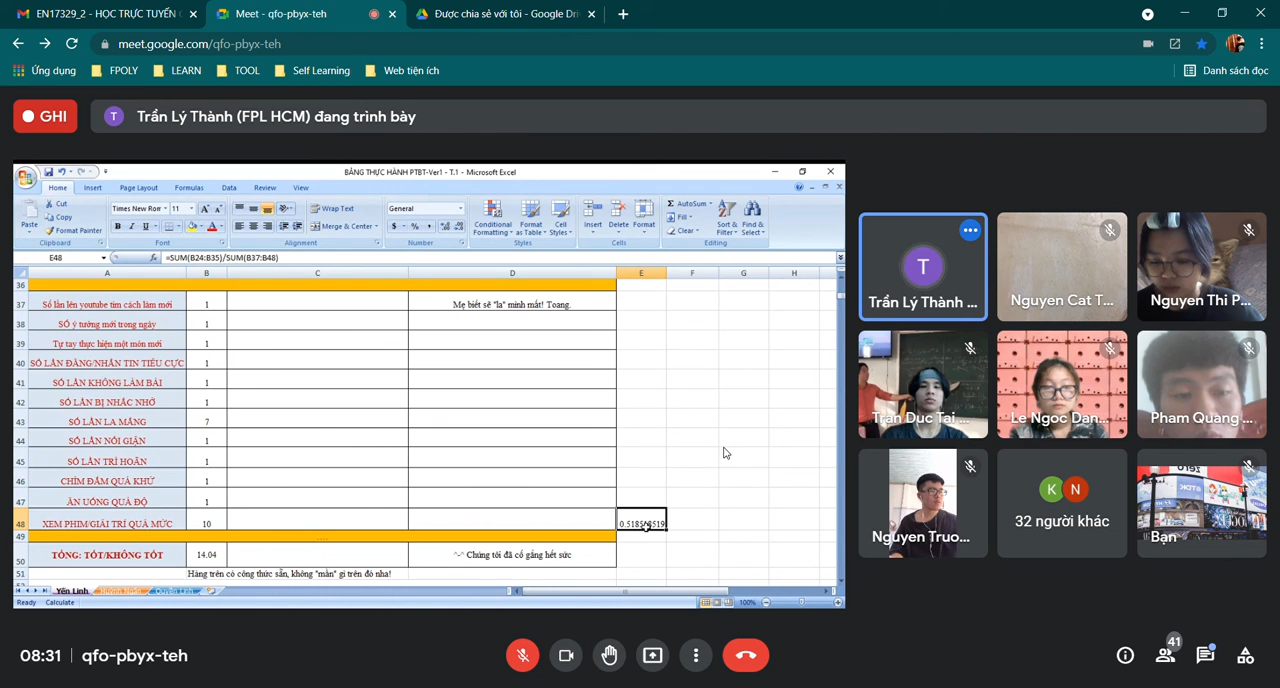 EN17329_2 - HỌC TRỰC TUYẾN
Meet - qfo-pbyx-teh
Được chia sẻ với tôi - Google Dri
meet.google.com/qfo-pbyx-teh
Ứng dụng
FPOLY
LEARN
TOOL
Self Learning
Web tiện ích
Danh sách đọc
GHI
T
Trần Lý Thành (FPL HCM) đang trình bày
BẢNG THỰC HÀNH PTBT-Ver1 - T.1 - Microsoft Excel
Home Insert Page Layout Formulas Data Review View
Paste
Cut
Copy
Format Painter
Clipboard
Times New Ron 11
B I U
Font
Wrap Text
Merge & Center
Alignment
General
$ % ,
Number
Conditional Formatting
Format as Table
Cell Styles
Styles
Insert Delete Format
Cells
AutoSum
Fill
Clear
Sort & Filter
Find & Select
Editing
E48
fx
=SUM(B24:B35)/SUM(B37:B48)
A B C D E F G H
36
37 Số lần lên youtube tìm cách làm mới 1 Mẹ biết sẽ "la" mình mất! Toang.
38 SỐ ý tưởng mới trong ngày 1
39 Tự tay thực hiện một món mới 1
40 SỐ LẦN ĐĂNG/NHẮN TIN TIÊU CỰC 1
41 SỐ LẦN KHÔNG LÀM BÀI 1
42 SỐ LẦN BỊ NHẮC NHỞ 1
43 SỐ LẦN LA MẮNG 7
44 SỐ LẦN NỔI GIẬN 1
45 SỐ LẦN TRÌ HOÃN 1
46 CHÌM ĐẮM QUÁ KHỨ 1
47 ĂN UỐNG QUÁ ĐỘ 1
48 XEM PHIM/GIẢI TRÍ QUÁ MỨC 10 0.518518519
49 ....
50 TỔNG: TỐT/KHÔNG TỐT 14.04 ^-^ Chúng tôi đã cố gắng hết sức
51 Hàng trên có công thức sẵn, không "mần" gì trên đó nha!
Yến Linh
Ready Calculate
100%
T
Trần Lý Thành ...
Nguyen Cat T...
Nguyen Thi P...
Tran Duc Tai ...
Le Ngoc Dan...
Pham Quang ...
Nguyen Truo...
K N
32 người khác
Bạn
TDK
08:31 | qfo-pbyx-teh
41